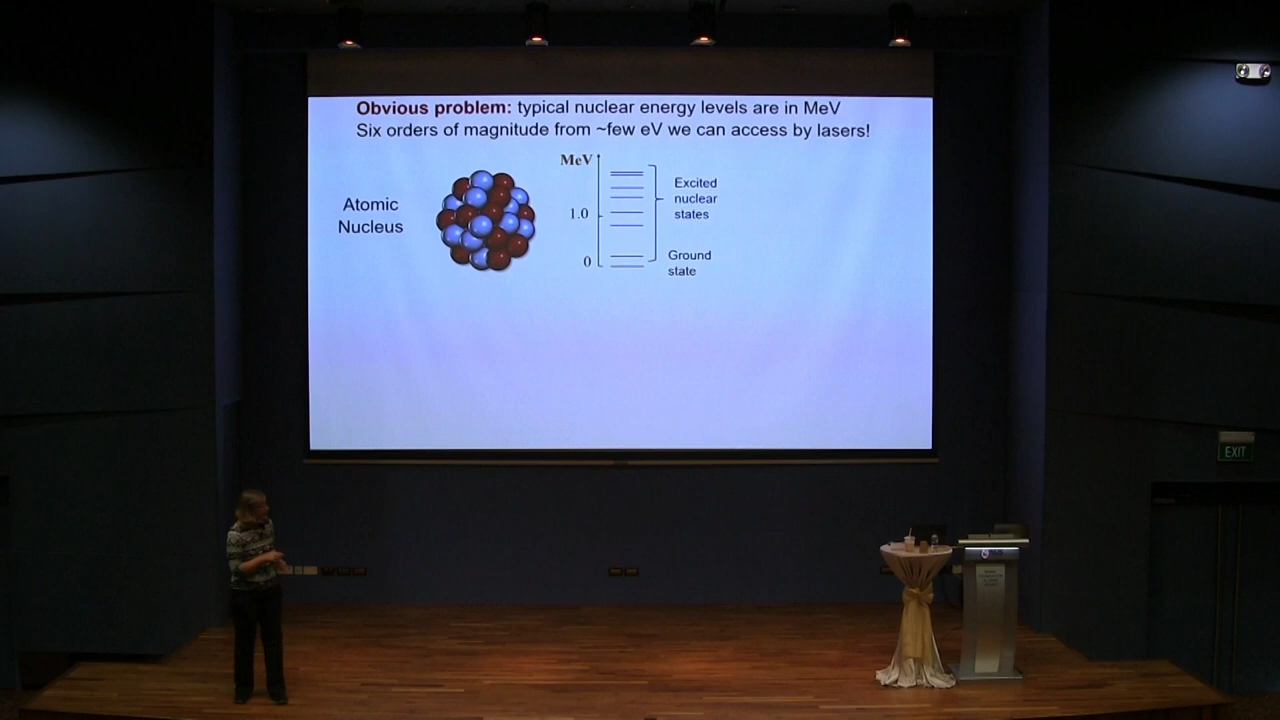 Obvious problem: typical nuclear energy levels are in MeV
Six orders of magnitude from ~few eV we can access by lasers!
Atomic
Nucleus
MeV
1.0
0
Excited
nuclear
states
Ground
state
EXIT